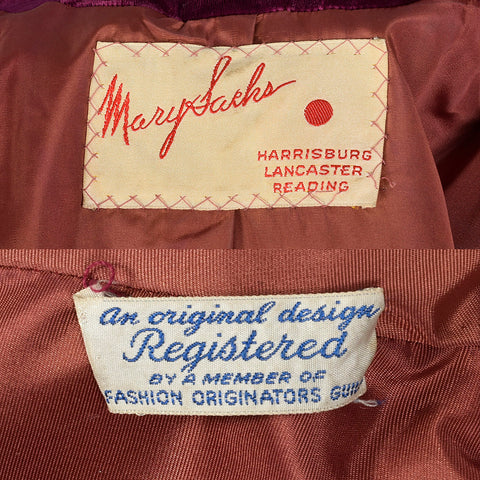 Mary Sachs
HARRISBURG
LANCASTER
READING
An original design
Registered
BY A MEMBER OF
FASHION ORIGINATORS